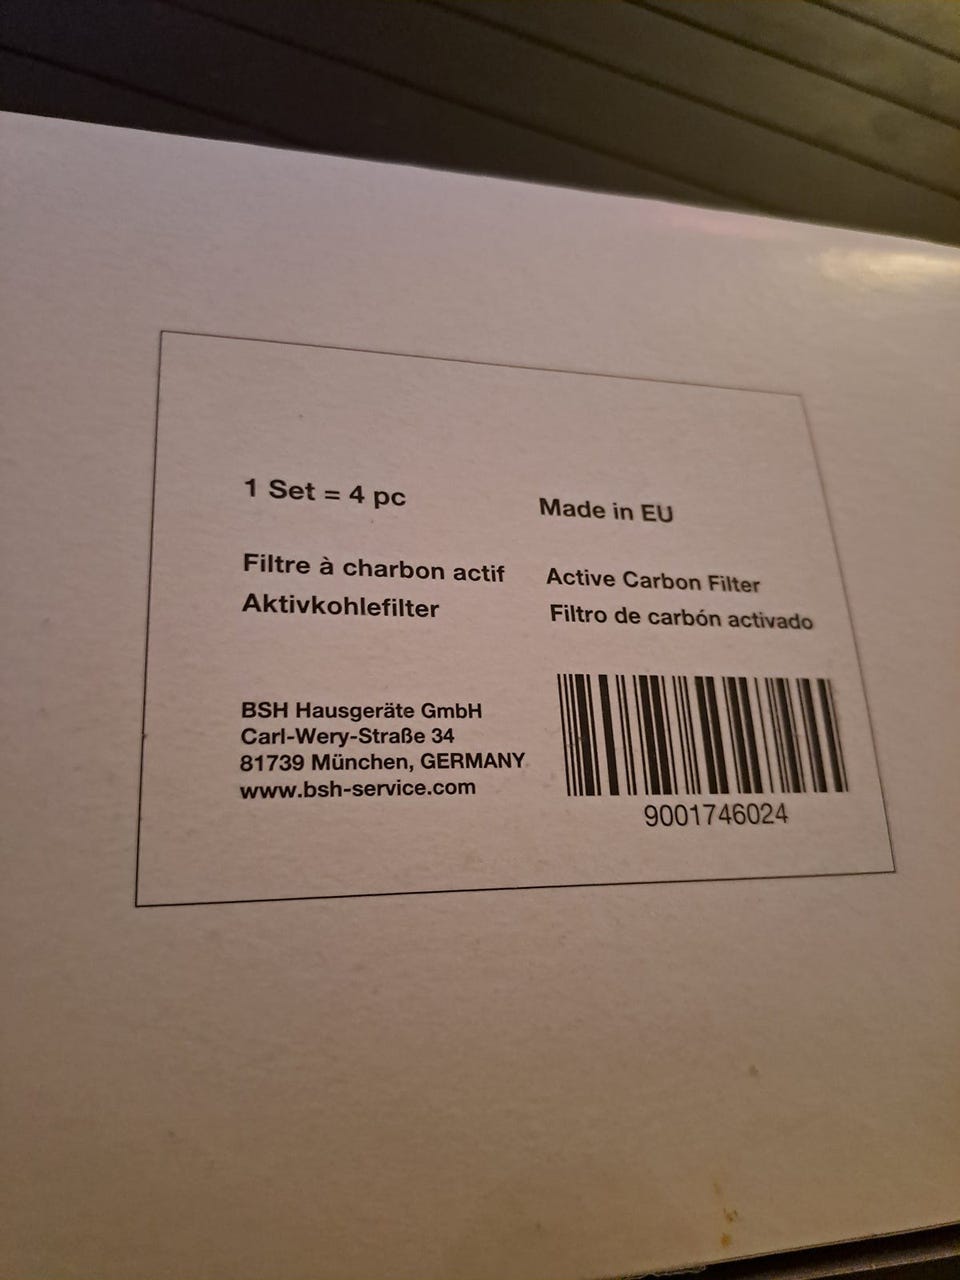 1 Set = 4 pc
Made in EU
Filtre à charbon actif
Aktivkohlefilter
Active Carbon Filter
Filtro de carbón activado
BSH Hausgeräte GmbH
Carl-Wery-Straße 34
81739 München, GERMANY
www.bsh-service.com
9001746024